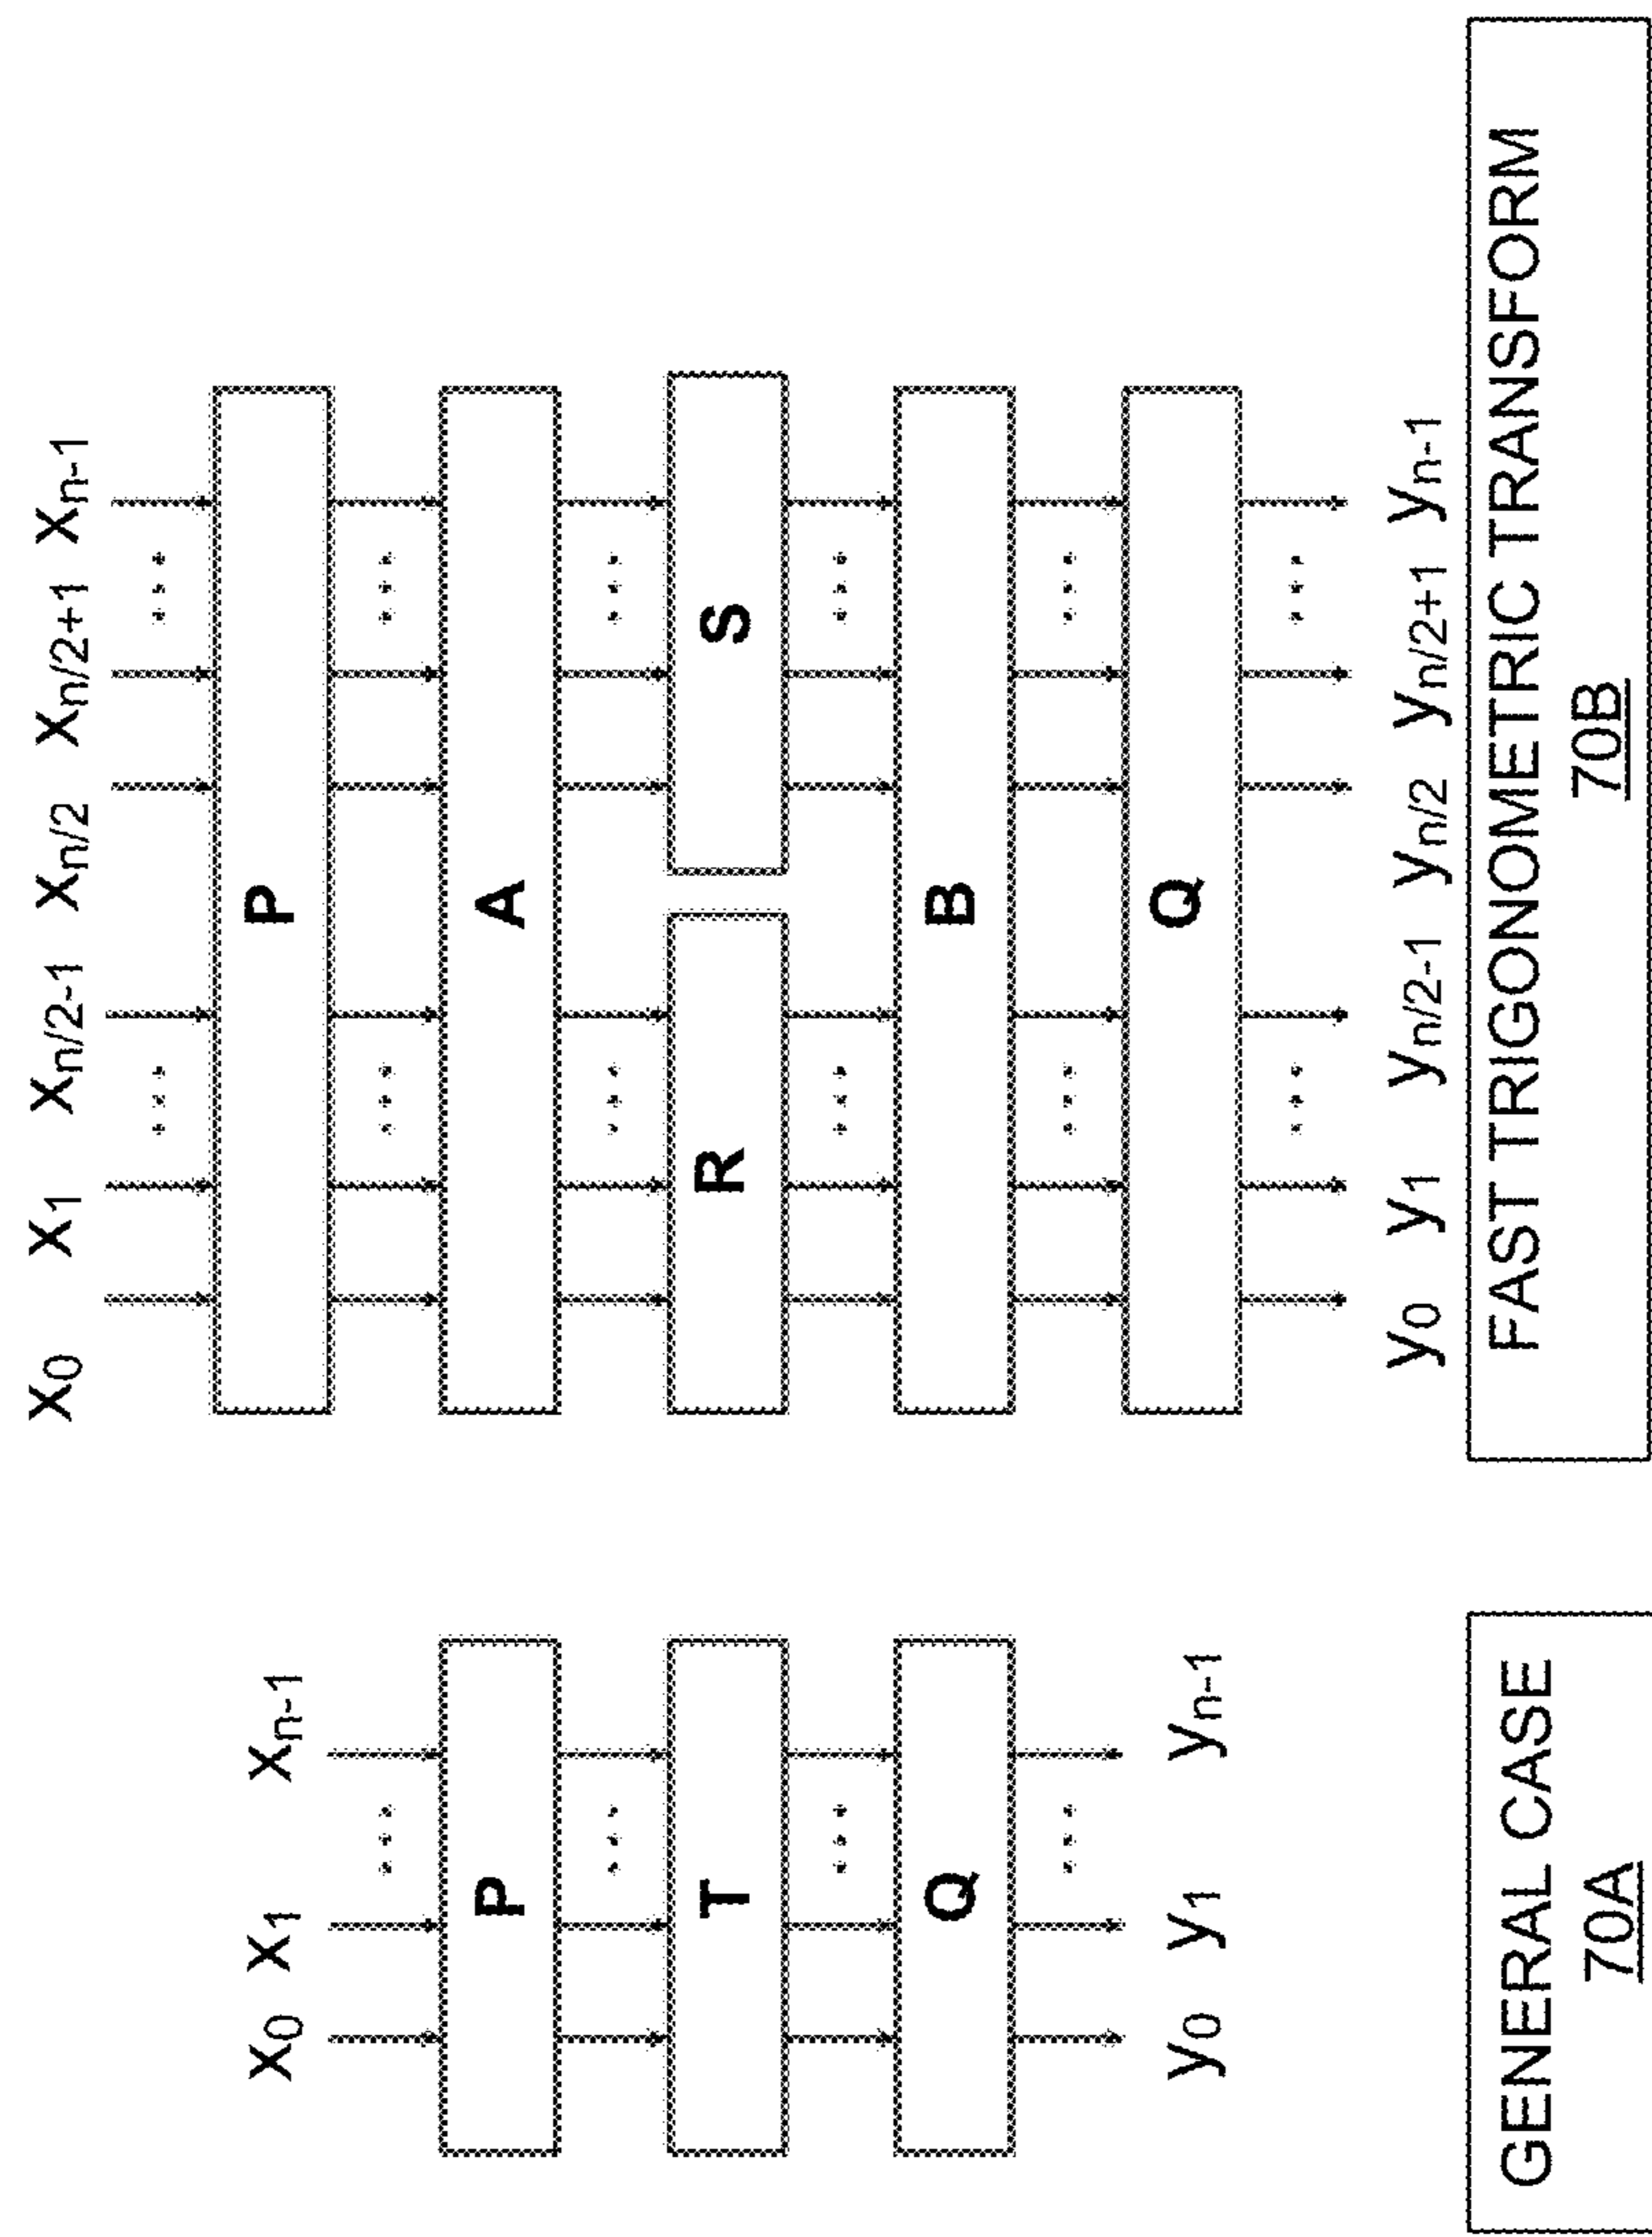 x0 x1 xn-1
P
T
Q
y0 y1 yn-1
GENERAL CASE
70A
x0 x1 xn/2-1 xn/2 xn/2+1 xn-1
P
A
R S
B
Q
y0 y1 yn/2-1 yn/2 yn/2+1 yn-1
FAST TRIGONOMETRIC TRANSFORM
70B